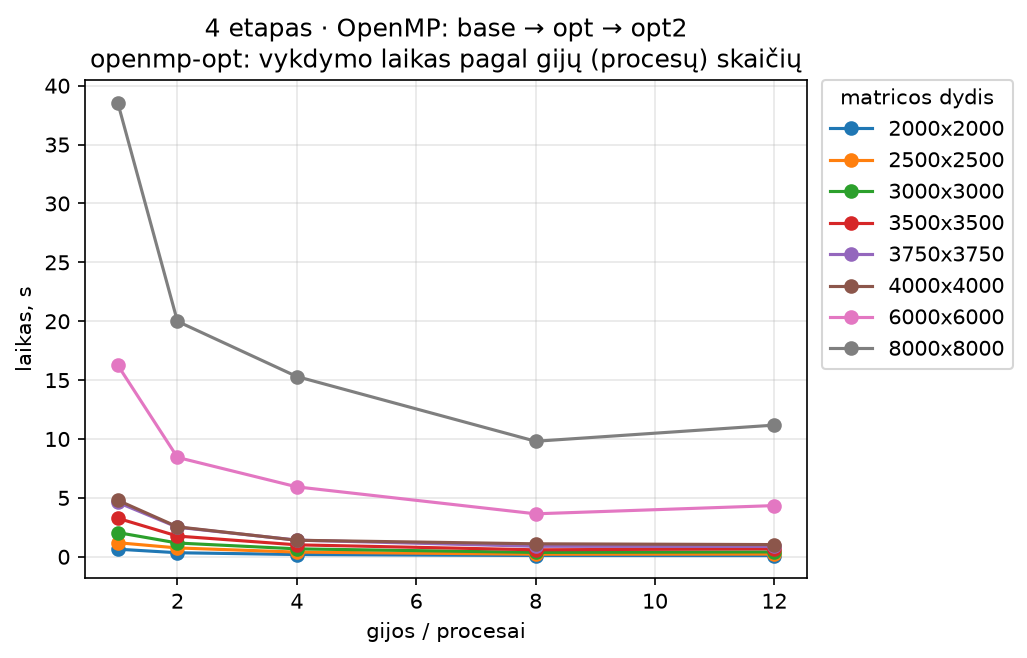 4 etapas · OpenMP: base → opt → opt2
openmp-opt: vykdymo laikas pagal gijų (procesų) skaičių
matricos dydis
2000x2000
2500x2500
3000x3000
3500x3500
3750x3750
4000x4000
6000x6000
8000x8000
laikas, s
40
35
30
25
20
15
10
5
0
2 4 6 8 10 12
gijos / procesai